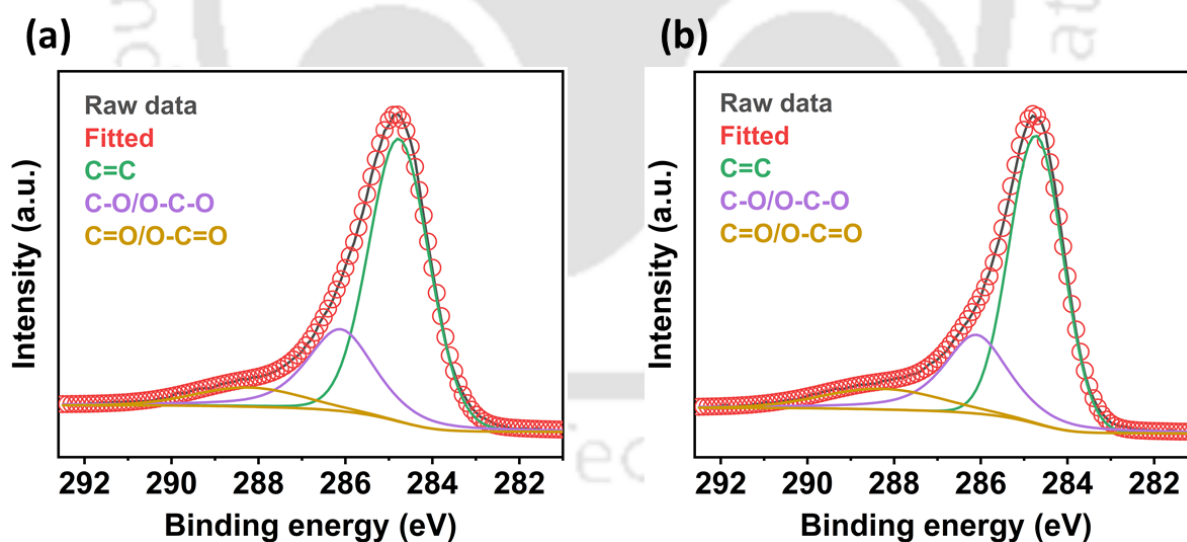 (a)
Raw data
Fitted
C=C
C-O/O-C-O
C=O/O-C=O
Intensity (a.u.)
292 290 288 286 284 282
Binding energy (eV)
(b)
Raw data
Fitted
C=C
C-O/O-C-O
C=O/O-C=O
Intensity (a.u.)
292 290 288 286 284 282
Binding energy (eV)